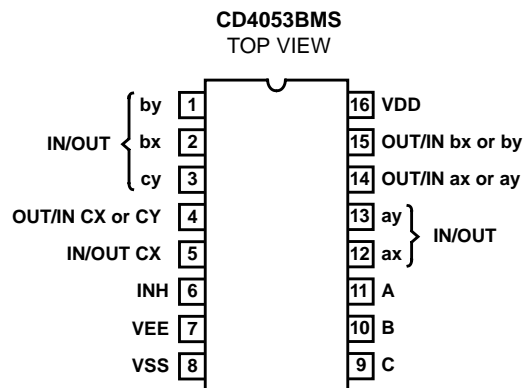 CD4053BMS
TOP VIEW
by 1 16 VDD
IN/OUT bx 2 15 OUT/IN bx or by
cy 3 14 OUT/IN ax or ay
OUT/IN CX or CY 4 13 ay IN/OUT
IN/OUT CX 5 12 ax
INH 6 11 A
VEE 7 10 B
VSS 8 9 C